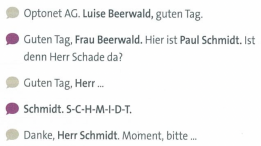 Optonet AG. Luise Beerwald, guten Tag.
Guten Tag, Frau Beerwald. Hier ist Paul Schmidt. Ist
denn Herr Schade da?
Guten Tag, Herr ...
Schmidt. S-C-H-M-I-D-T.
Danke, Herr Schmidt. Moment, bitte ...